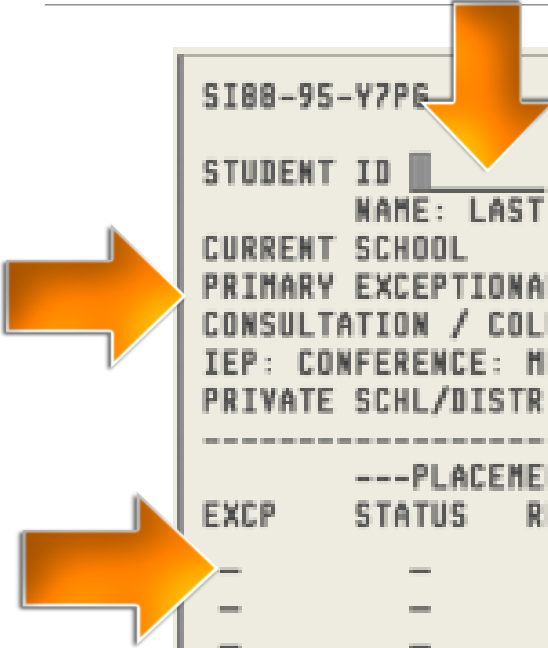 SI88-95-Y7P6
STUDENT ID
NAME: LAST
CURRENT SCHOOL
PRIMARY EXCEPTIONA
CONSULTATION / COL
IEP: CONFERENCE: M
PRIVATE SCHL/DISTR
-----------------------
---PLACEME
EXCP STATUS R
_ _
_ _
_ _